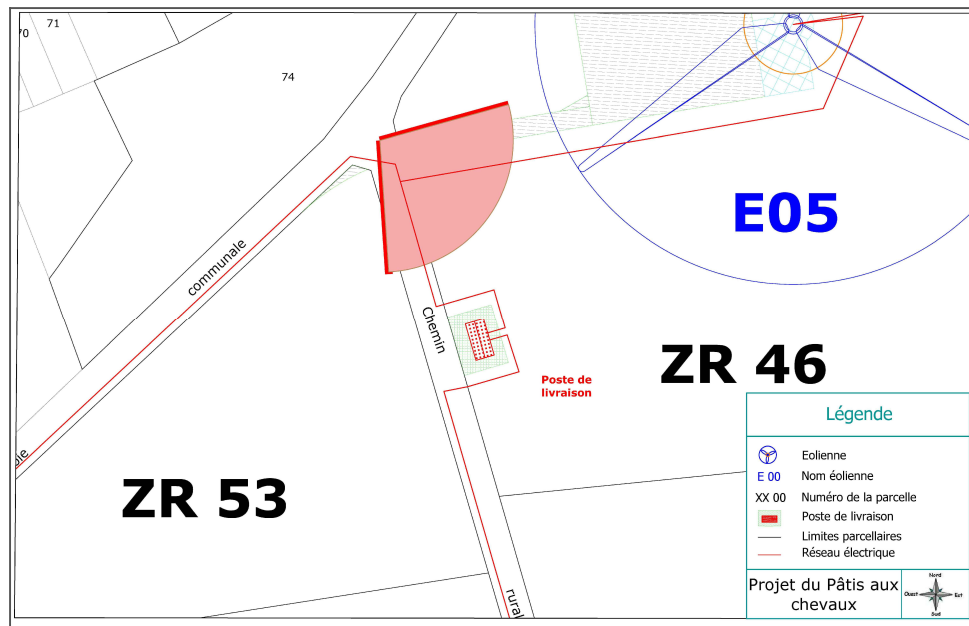 71
70
74
communale
E05
Chemin
ZR 46
Poste de
livraison
ZR 53
rural
Légende
Eolienne
E 00 Nom éolienne
XX 00 Numéro de la parcelle
Poste de livraison
Limites parcellaires
Réseau électrique
Projet du Pâtis aux
chevaux
Nord
Ouest
Est
Sud